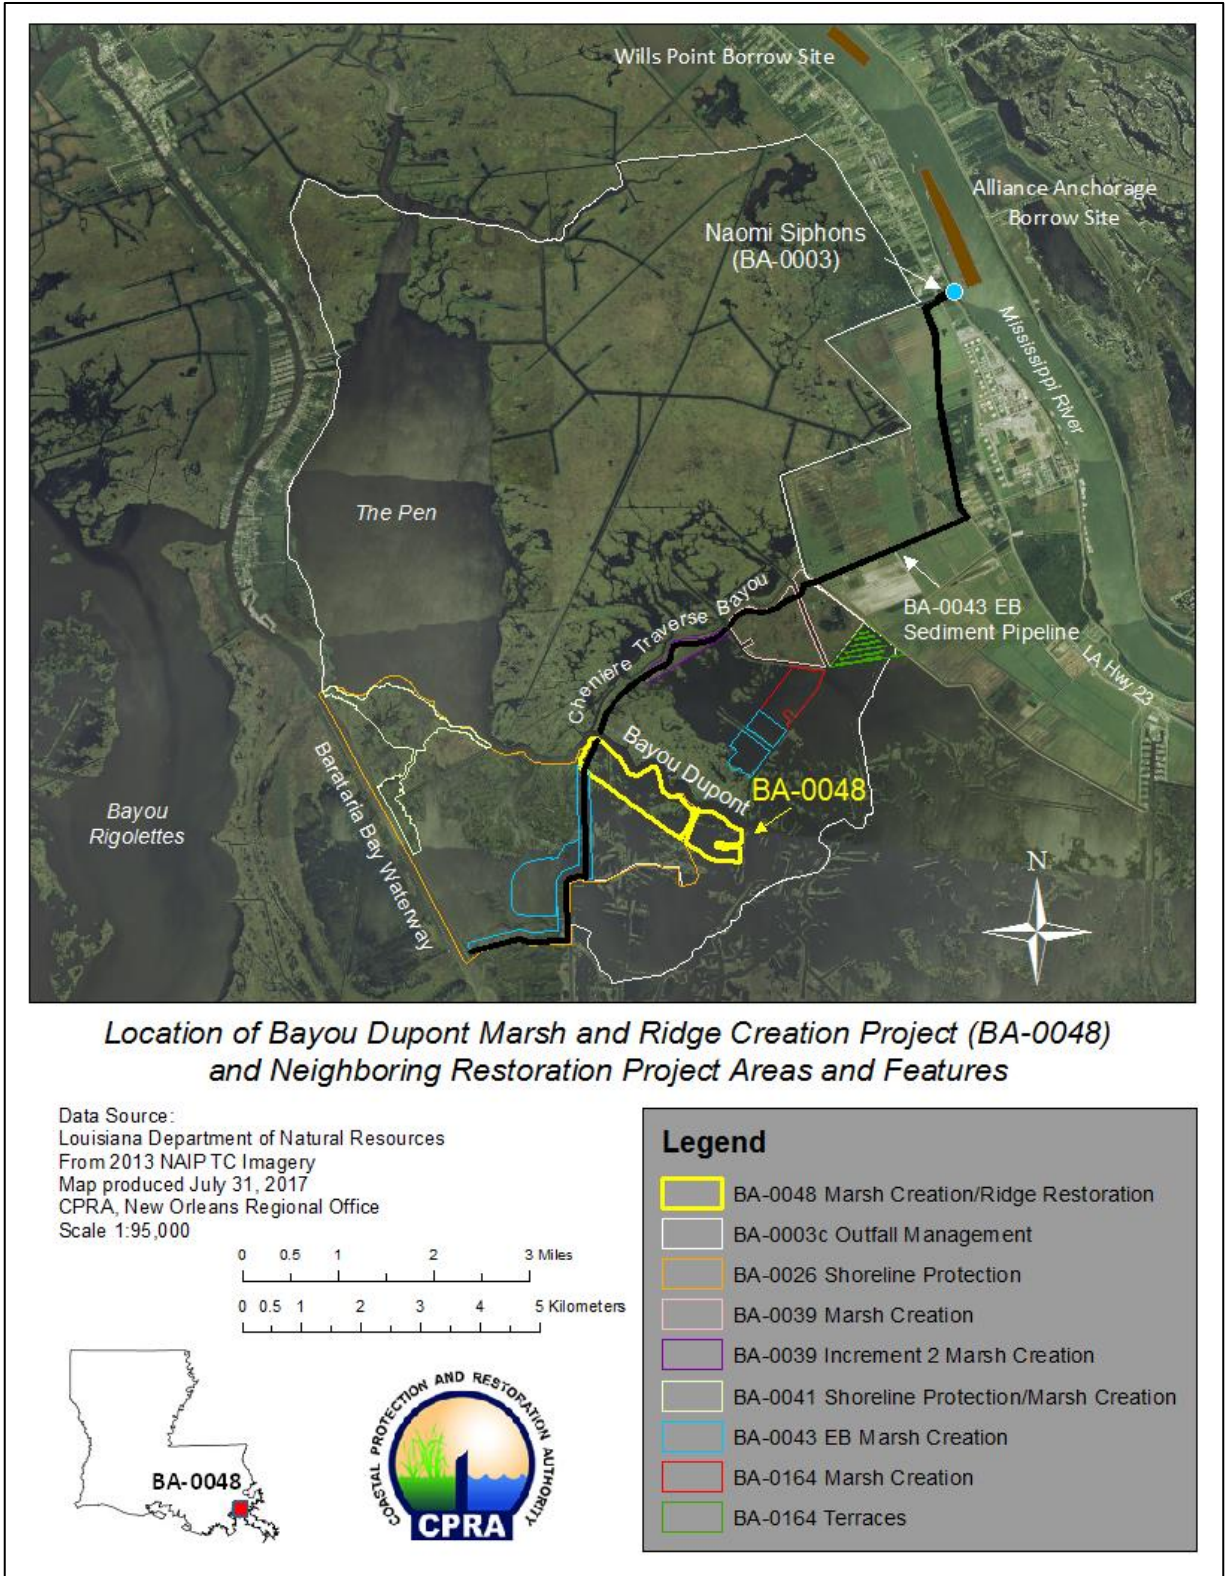 Wills Point Borrow Site
Alliance Anchorage
Borrow Site
Naomi Siphons
(BA-0003)
Mississippi River
The Pen
Cheniere Traverse Bayou
BA-0043 EB
Sediment Pipeline
LA Hwy 23
Bayou Dupont
BA-0048
Barataria Bay Waterway
Bayou
Rigolettes
N
Location of Bayou Dupont Marsh and Ridge Creation Project (BA-0048)
and Neighboring Restoration Project Areas and Features
Data Source:
Louisiana Department of Natural Resources
From 2013 NAIP TC Imagery
Map produced July 31, 2017
CPRA, New Orleans Regional Office
Scale 1:95,000
0 0.5 1 2 3 Miles
0 0.5 1 2 3 4 5 Kilometers
BA-0048
COASTAL PROTECTION AND RESTORATION AUTHORITY
CPRA
Legend
BA-0048 Marsh Creation/Ridge Restoration
BA-0003c Outfall Management
BA-0026 Shoreline Protection
BA-0039 Marsh Creation
BA-0039 Increment 2 Marsh Creation
BA-0041 Shoreline Protection/Marsh Creation
BA-0043 EB Marsh Creation
BA-0164 Marsh Creation
BA-0164 Terraces